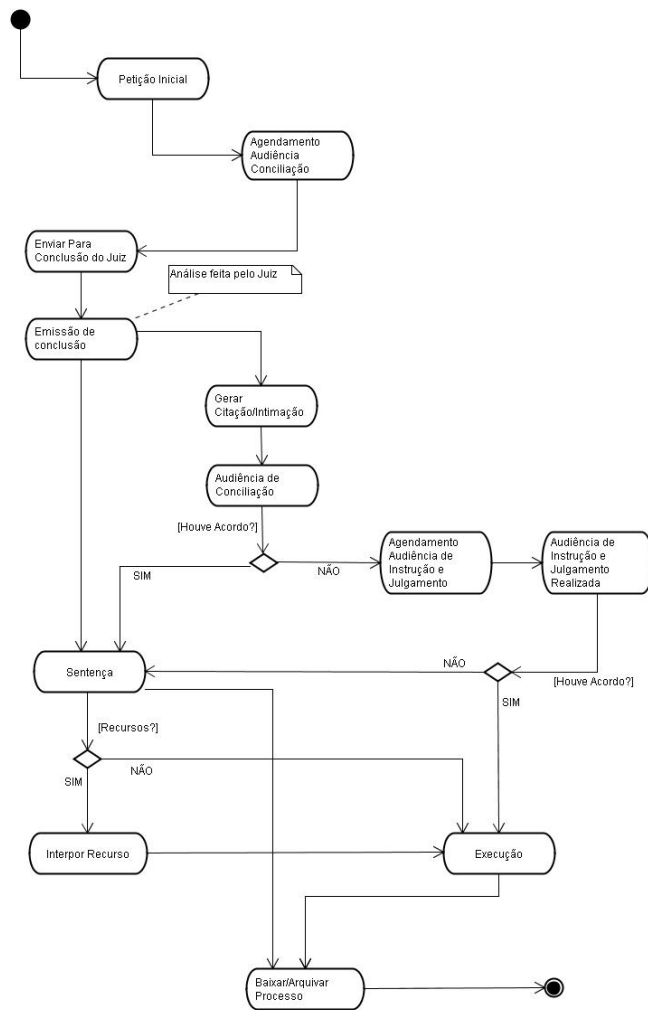 Petição Inicial
Agendamento
Audiência
Conciliação
Enviar Para
Conclusão do Juiz
Análise feita pelo Juiz
Emissão de
conclusão
Gerar
Citação/Intimação
Audiência de
Conciliação
[Houve Acordo?]
Agendamento
Audiência de
Instrução e
Julgamento
Audiência de
Instrução e
Julgamento
Realizada
NÃO
SIM
Sentença
NÃO
[Houve Acordo?]
SIM
[Recursos?]
NÃO
SIM
Interpor Recurso
Execução
Baixar/Arquivar
Processo